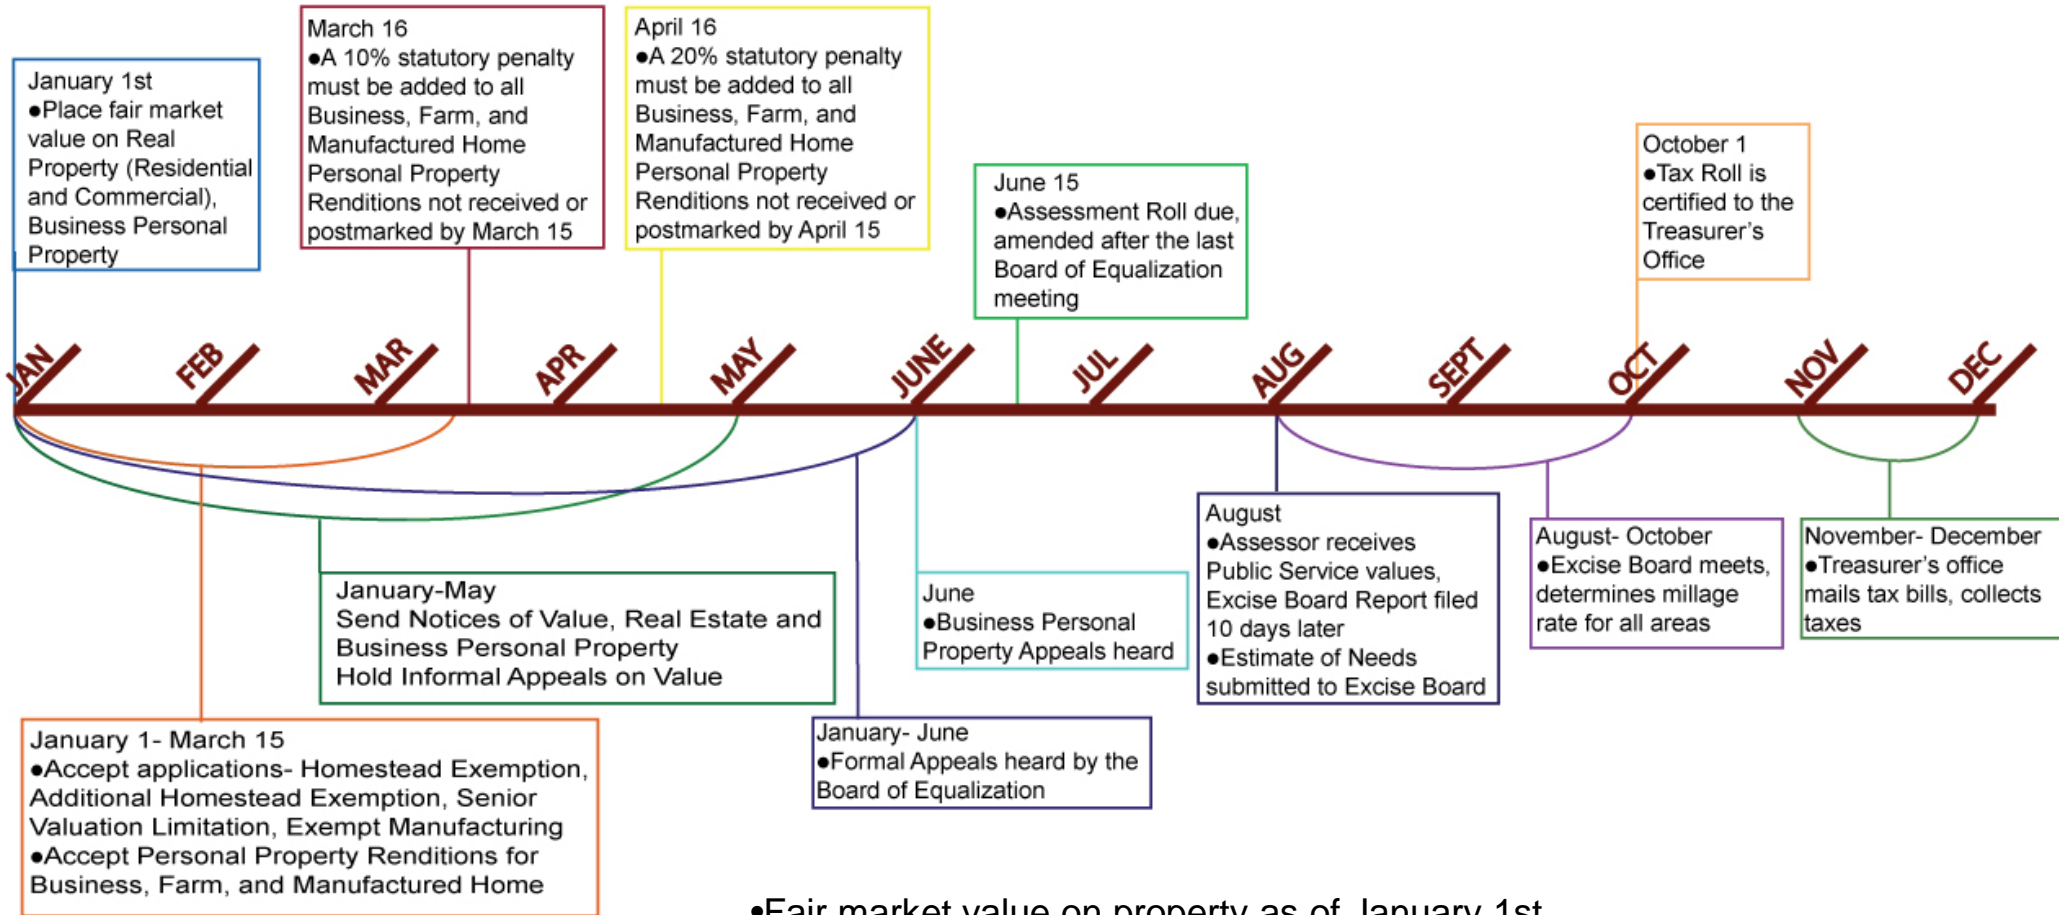 January 1st
●Place fair market
value on Real
Property (Residential
and Commercial),
Business Personal
Property
March 16
●A 10% statutory penalty
must be added to all
Business, Farm, and
Manufactured Home
Personal Property
Renditions not received or
postmarked by March 15
April 16
●A 20% statutory penalty
must be added to all
Business, Farm, and
Manufactured Home
Personal Property
Renditions not received or
postmarked by April 15
June 15
●Assessment Roll due,
amended after the last
Board of Equalization
meeting
October 1
●Tax Roll is
certified to the
Treasurer's
Office
JAN
FEB
MAR
APR
MAY
JUNE
JUL
AUG
SEPT
OCT
NOV
DEC
January 1- March 15
●Accept applications- Homestead Exemption,
Additional Homestead Exemption, Senior
Valuation Limitation, Exempt Manufacturing
●Accept Personal Property Renditions for
Business, Farm, and Manufactured Home
January-May
Send Notices of Value, Real Estate and
Business Personal Property
Hold Informal Appeals on Value
January- June
●Formal Appeals heard by the
Board of Equalization
June
●Business Personal
Property Appeals heard
August
●Assessor receives
Public Service values,
Excise Board Report filed
10 days later
●Estimate of Needs
submitted to Excise Board
August- October
●Excise Board meets,
determines millage
rate for all areas
November- December
●Treasurer's office
mails tax bills, collects
taxes
•Fair market value on property as of January 1st